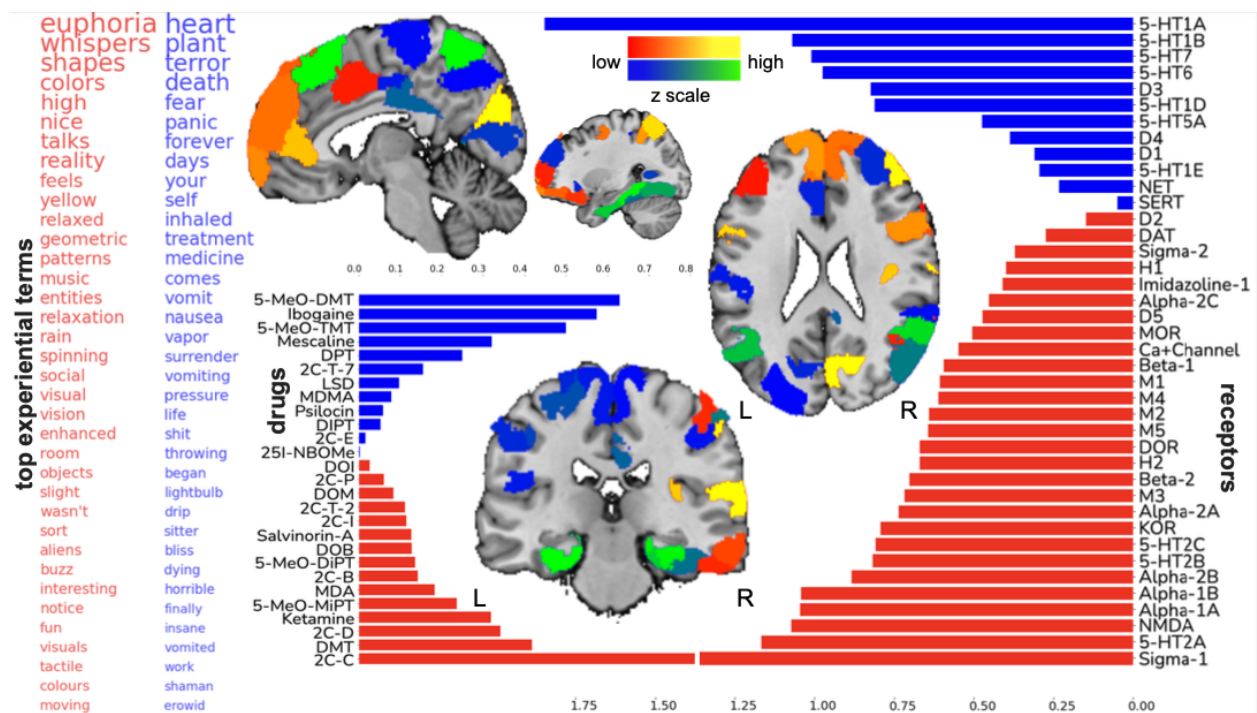 top experiential terms
euphoria
whispers
shapes
colors
high
nice
talks
reality
feels
yellow
relaxed
geometric
patterns
music
entities
relaxation
rain
spinning
social
visual
vision
enhanced
room
objects
slight
wasn't
sort
aliens
buzz
interesting
notice
fun
visuals
tactile
colours
moving
heart
plant
terror
death
fear
panic
forever
days
your
self
inhaled
treatment
medicine
comes
vomit
nausea
vapor
surrender
vomiting
pressure
life
shit
throwing
began
lightbulb
drip
sitter
bliss
dying
horrible
finally
insane
vomited
work
shaman
erowid
low
high
z scale
0.0 0.1 0.2 0.3 0.4 0.5 0.6 0.7 0.8
drugs
5-MeO-DMT
Ibogaine
5-MeO-TMT
Mescaline
DPT
2C-T-7
LSD
MDMA
Psilocin
DIPT
2C-E
25I-NBOMe
DOI
2C-P
DOM
2C-T-2
2C-I
Salvinorin-A
DOB
5-MeO-DiPT
2C-B
MDA
5-MeO-MiPT
Ketamine
2C-D
DMT
2C-C
L
R
L
R
5-HT1A
5-HT1B
5-HT7
5-HT6
D3
5-HT1D
5-HT5A
D4
D1
5-HT1E
NET
SERT
D2
DAT
Sigma-2
H1
Imidazoline-1
Alpha-2C
D5
MOR
Ca+Channel
Beta-1
M1
M4
M2
M5
DOR
H2
Beta-2
M3
Alpha-2A
KOR
5-HT2C
5-HT2B
Alpha-2B
Alpha-1B
Alpha-1A
NMDA
5-HT2A
Sigma-1
receptors
1.75 1.50 1.25 1.00 0.75 0.50 0.25 0.00